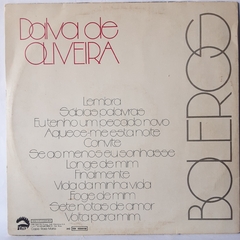 Dalva de
OLIVEIRA
BOLEROS
Lembra
Sábias palavras
Eu tenho um pecado novo
Aquece-me esta noite
Convite
Se ao menos eu sonhasse
Longe de mim
Finalmente
Vida da minha vida
Foge de mim
Sete notas de amor
Volta para mim